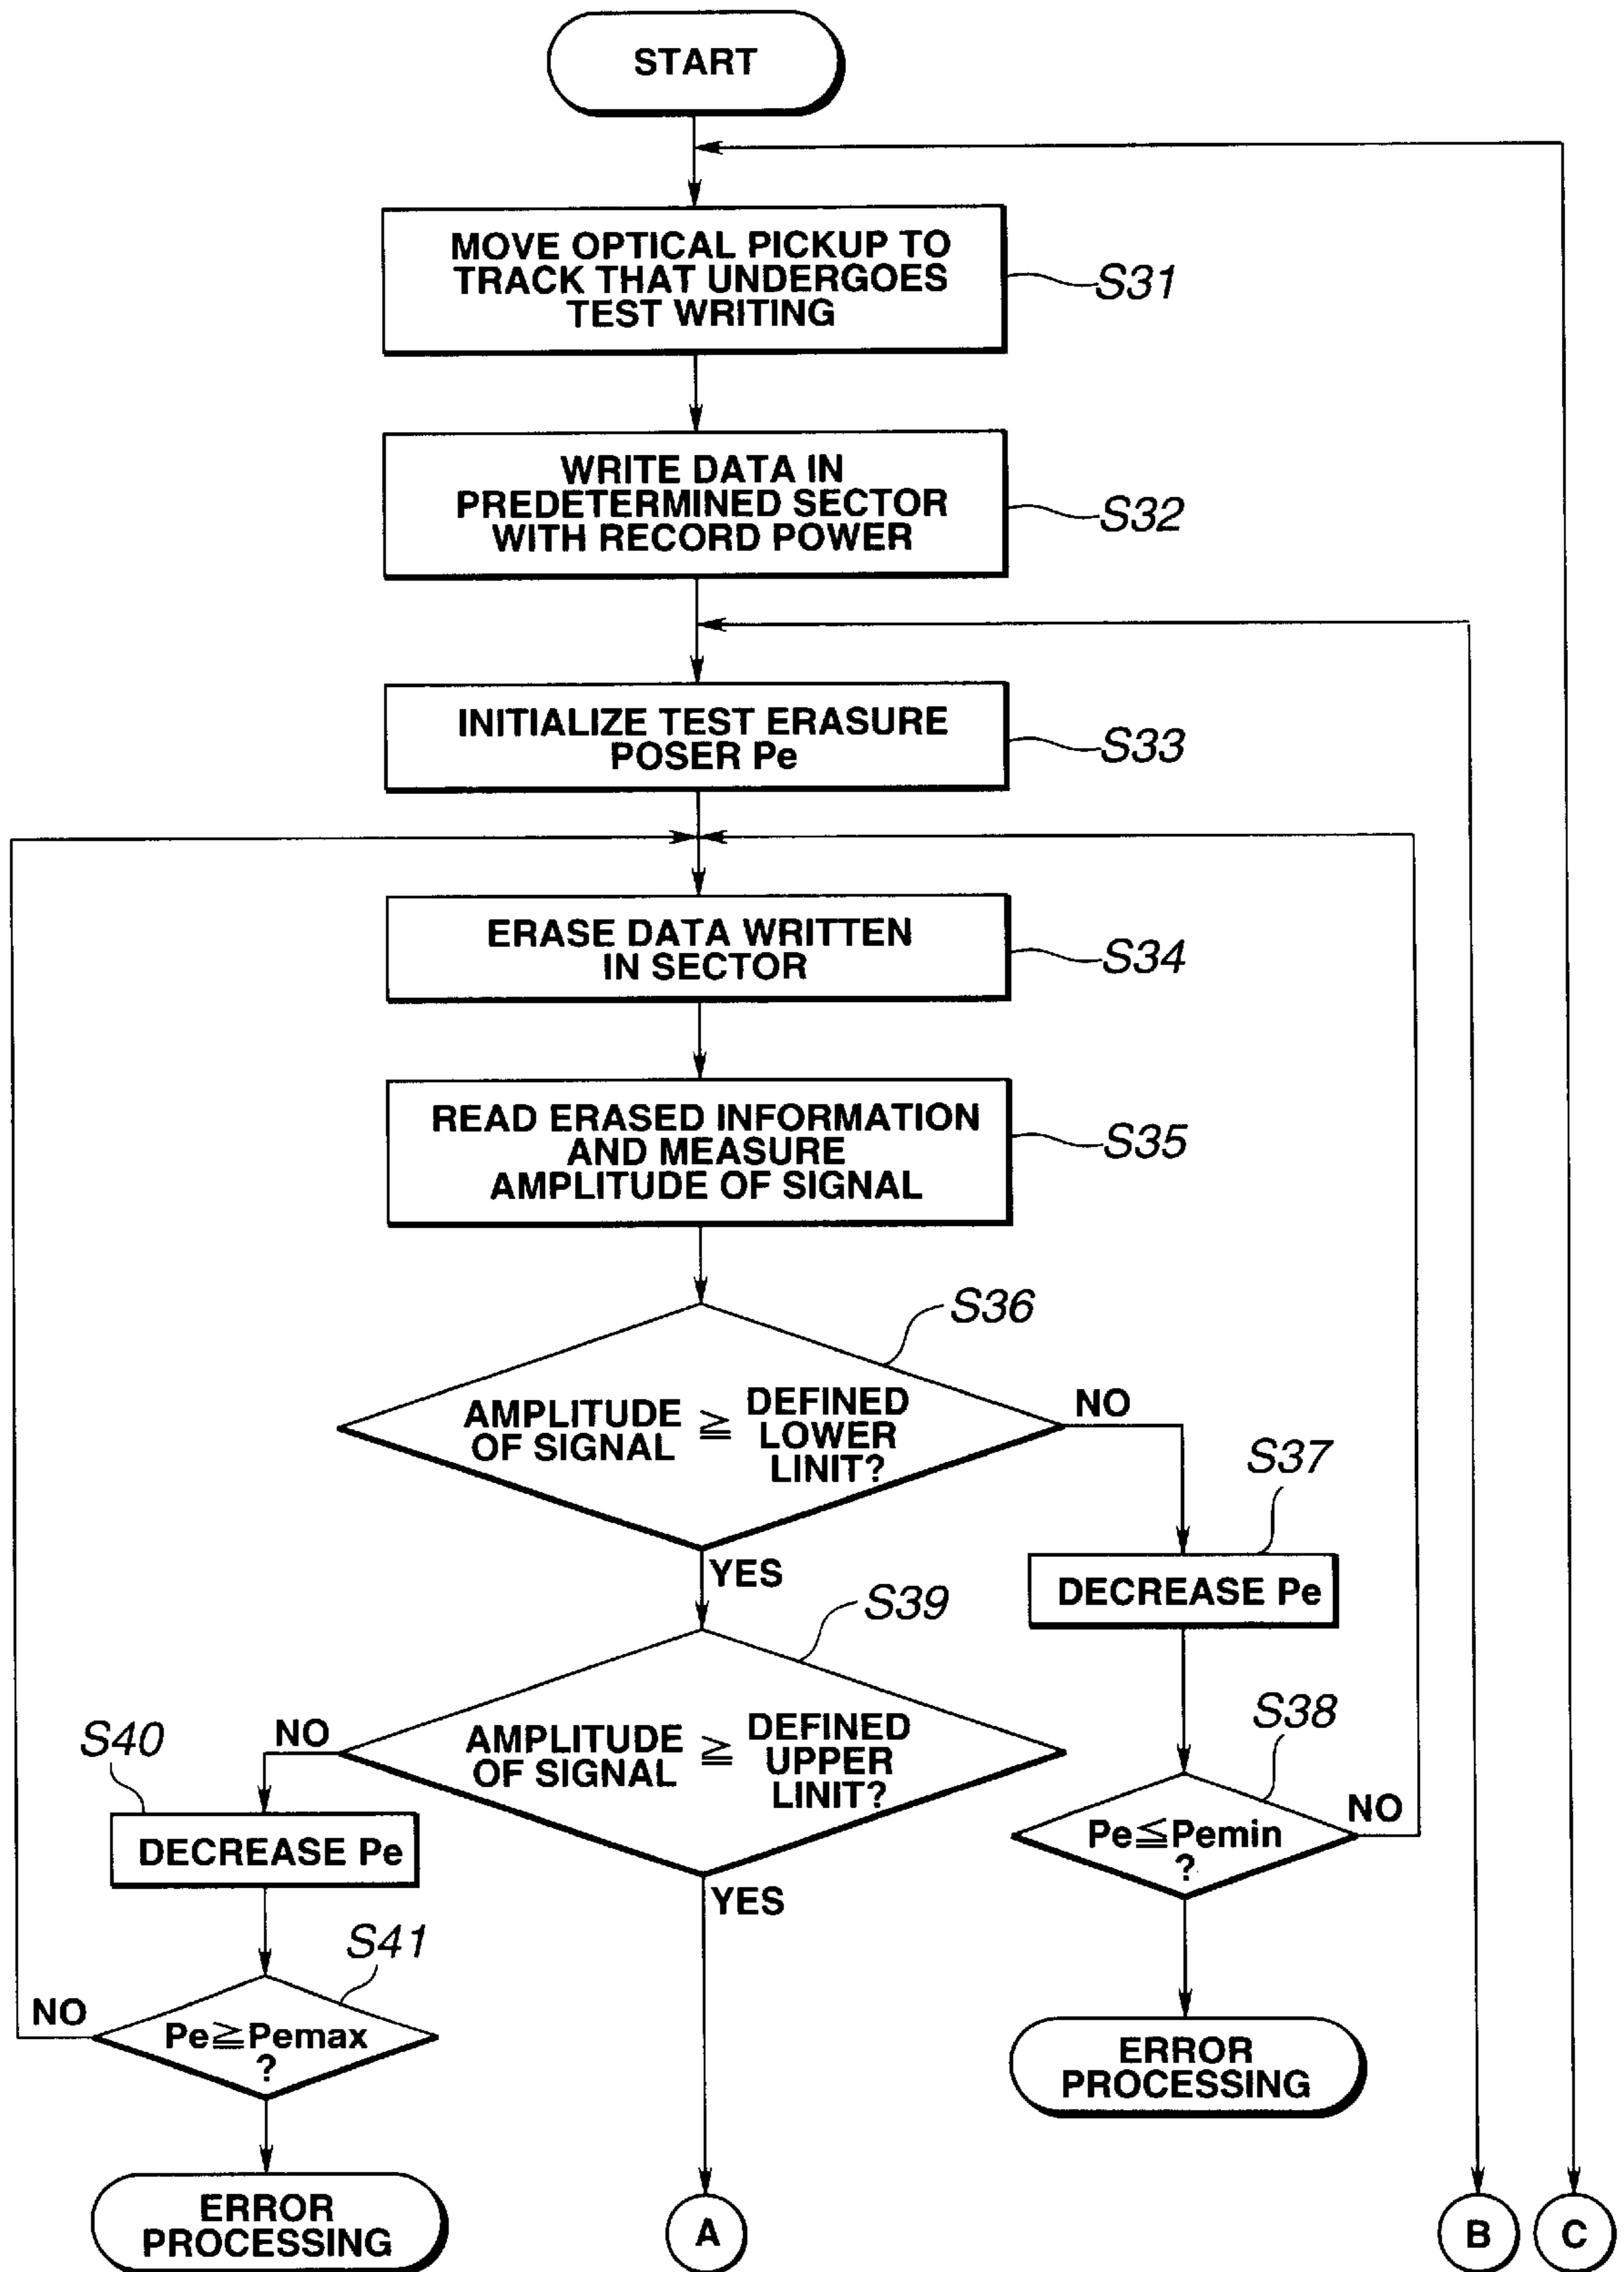 START
MOVE OPTICAL PICKUP TO
TRACK THAT UNDERGOES
TEST WRITING
S31
WRITE DATA IN
PREDETERMINED SECTOR
WITH RECORD POWER
S32
INITIALIZE TEST ERASURE
POSER Pe
S33
ERASE DATA WRITTEN
IN SECTOR
S34
READ ERASED INFORMATION
AND MEASURE
AMPLITUDE OF SIGNAL
S35
S36
AMPLITUDE
OF SIGNAL
≧
DEFINED
LOWER
LINIT?
NO
YES
S37
DECREASE Pe
S38
Pe≦Pemin
?
NO
ERROR
PROCESSING
S39
AMPLITUDE
OF SIGNAL
≧
DEFINED
UPPER
LINIT?
NO
YES
S40
DECREASE Pe
S41
Pe≧Pemax
?
NO
ERROR
PROCESSING
A
B
C